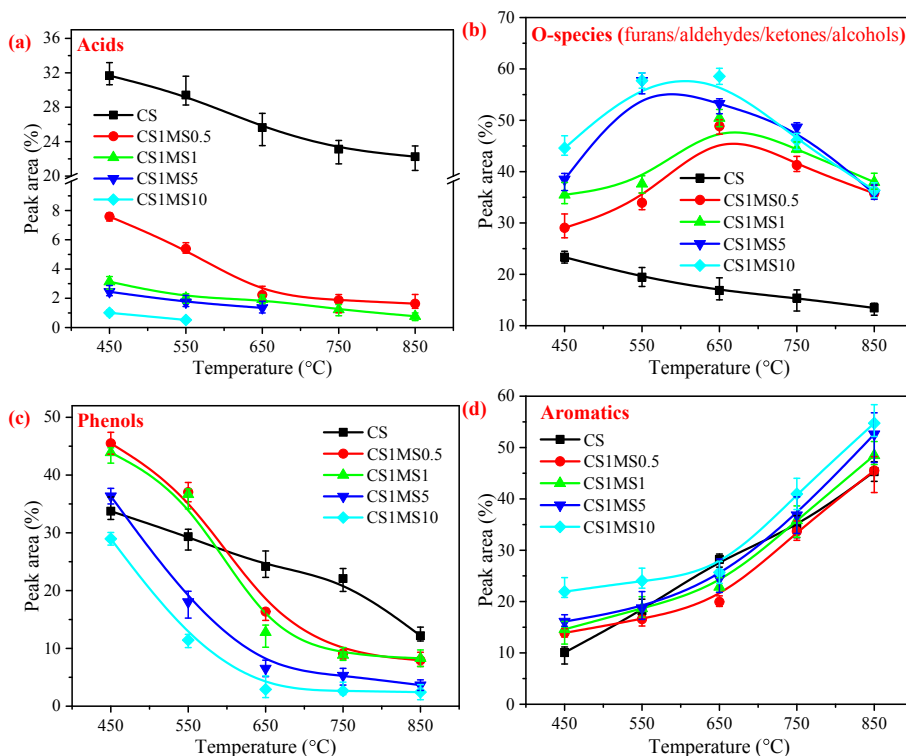 (a)
Acids
36
32
28
24
20
8
6
4
2
0
Peak area (%)
CS
CS1MS0.5
CS1MS1
CS1MS5
CS1MS10
450 550 650 750 850
Temperature (°C)
(b)
O-species (furans/aldehydes/ketones/alcohols)
70
60
50
40
30
20
10
Peak area (%)
CS
CS1MS0.5
CS1MS1
CS1MS5
CS1MS10
450 550 650 750 850
Temperature (°C)
(c)
Phenols
50
40
30
20
10
0
Peak area (%)
CS
CS1MS0.5
CS1MS1
CS1MS5
CS1MS10
450 550 650 750 850
Temperature (°C)
(d)
Aromatics
60
50
40
30
20
10
0
Peak area (%)
CS
CS1MS0.5
CS1MS1
CS1MS5
CS1MS10
450 550 650 750 850
Temperature (°C)